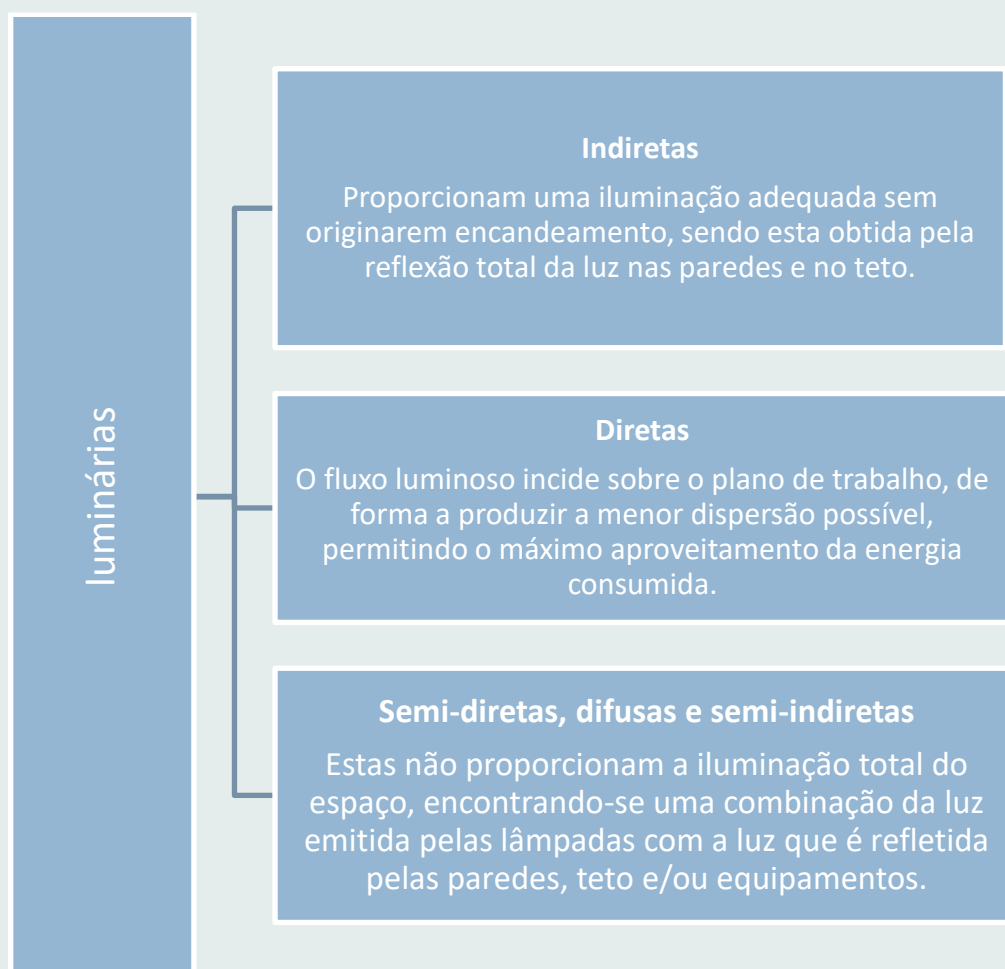 luminárias
Indiretas
Proporcionam uma iluminação adequada sem
originarem encandeamento, sendo esta obtida pela
reflexão total da luz nas paredes e no teto.
Diretas
O fluxo luminoso incide sobre o plano de trabalho, de
forma a produzir a menor dispersão possível,
permitindo o máximo aproveitamento da energia
consumida.
Semi-diretas, difusas e semi-indiretas
Estas não proporcionam a iluminação total do
espaço, encontrando-se uma combinação da luz
emitida pelas lâmpadas com a luz que é refletida
pelas paredes, teto e/ou equipamentos.